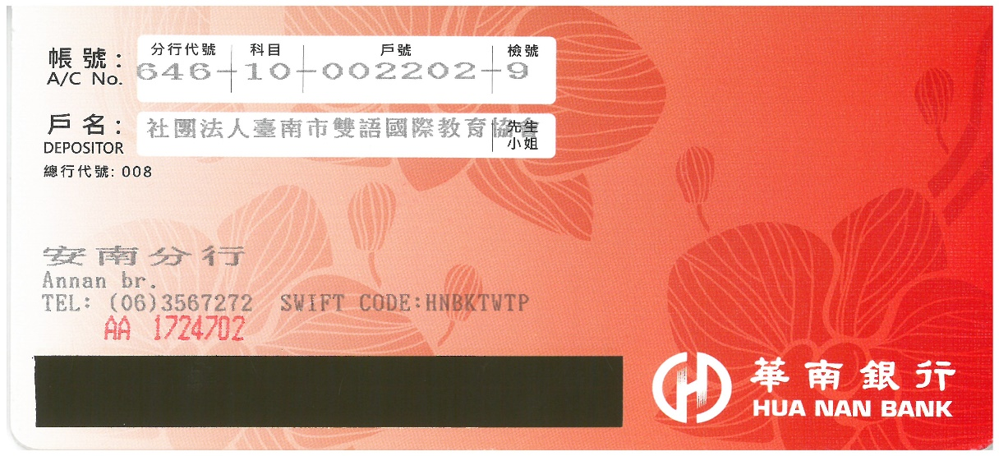 帳號:
A/C No.
分行代號 科目 戶號 檢號
646-10-002202-9
戶名:
DEPOSITOR
社團法人臺南市雙語國際教育協會
先生
小姐
總行代號: 008
安南分行
Annan br.
TEL: (06)3567272 SWIFT CODE:HNBKTWTP
AA 1724702
華南銀行
HUA NAN BANK